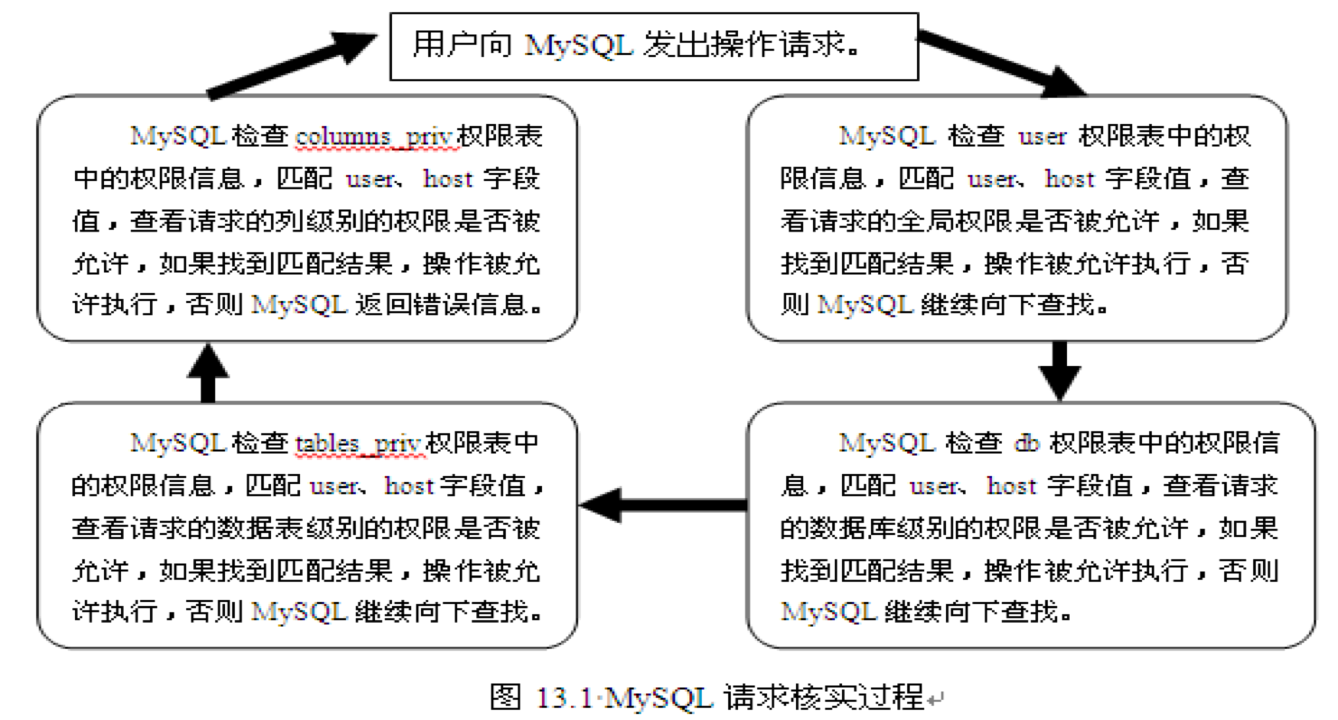 用户向 MySQL 发出操作请求。
MySQL 检查 user 权限表中的权
限信息，匹配 user、host 字段值，查
看请求的全局权限是否被允许，如果
找到匹配结果，操作被允许执行，否
则 MySQL 继续向下查找。
MySQL 检查 db 权限表中的权限信
息，匹配 user、host 字段值，查看请求
的数据库级别的权限是否被允许，如果
找到匹配结果，操作被允许执行，否则
MySQL 继续向下查找。
MySQL 检查 tables_priv 权限表中
的权限信息，匹配 user、host 字段值，
查看请求的数据表级别的权限是否被
允许，如果找到匹配结果，操作被允
许执行，否则 MySQL 继续向下查找。
MySQL 检查 columns_priv 权限表
中的权限信息，匹配 user、host 字段
值，查看请求的列级别的权限是否被
允许，如果找到匹配结果，操作被允
许执行，否则 MySQL 返回错误信息。
图 13.1·MySQL 请求核实过程